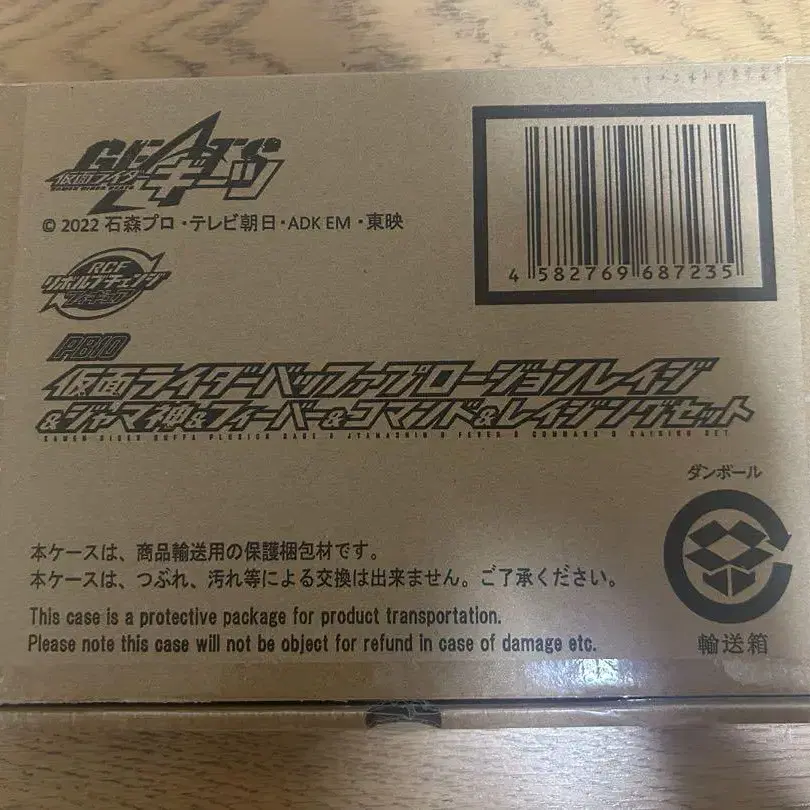 GEATS
仮面ライダーギーツ
KAMEN RIDER GEATS
© 2022 石森プロ・テレビ朝日・ADK EM・東映
4 582769 687235
RCF
リボルブチェンジ
フィギュア
PB10
仮面ライダーバッファブロージョンレイジ
&ジャマ神&フィーバー&コマンド&レイジングセット
ダンボール
本ケースは、商品輸送用の保護梱包材です。
本ケースは、つぶれ、汚れ等による交換は出来ません。ご了承ください。
This case is a protective package for product transportation.
Please note this case will not be object for refund in case of damage etc.
輸送箱